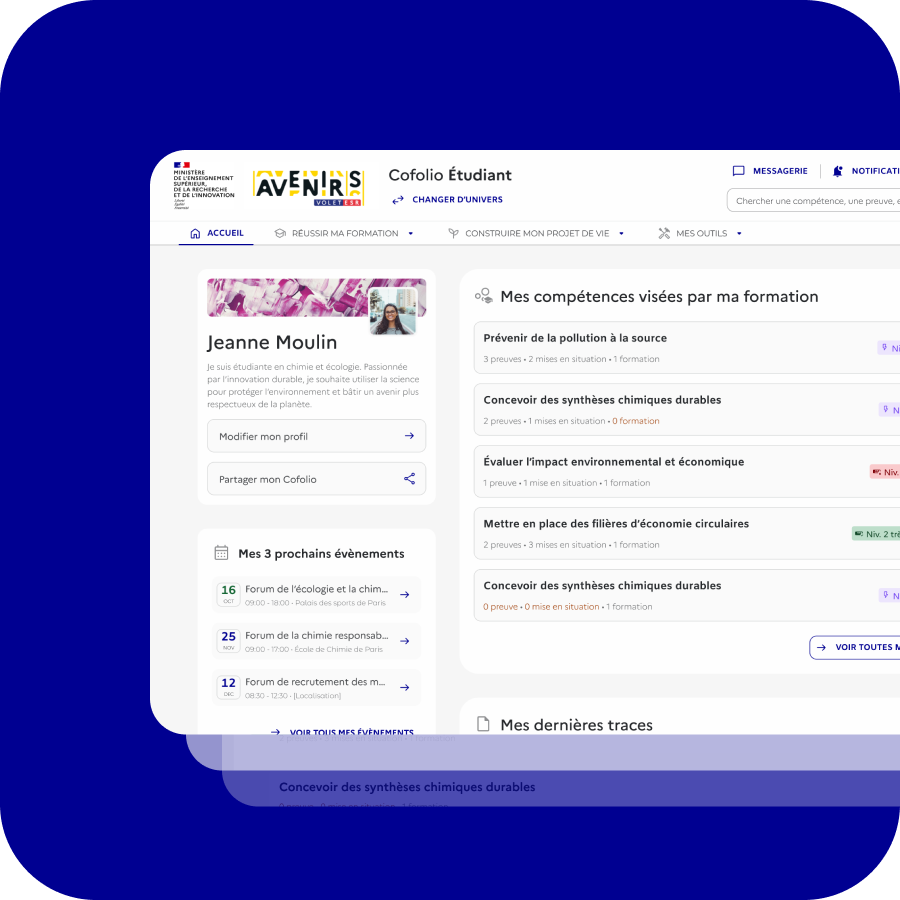 MINISTÈRE
DE L'ENSEIGNEMENT
SUPÉRIEUR,
DE LA RECHERCHE
ET DE L'INNOVATION
Liberté
Égalité
Fraternité
AVENIRS
VOLET ESR
Cofolio Étudiant
CHANGER D'UNIVERS
MESSAGERIE
NOTIFICATI
Chercher une compétence, une preuve, e
ACCUEIL
RÉUSSIR MA FORMATION
CONSTRUIRE MON PROJET DE VIE
MES OUTILS
Jeanne Moulin
Je suis étudiante en chimie et écologie. Passionnée
par l'innovation durable, je souhaite utiliser la science
pour protéger l'environnement et bâtir un avenir plus
respectueux de la planète.
Modifier mon profil
Partager mon Cofolio
Mes 3 prochains évènements
16 OCT
Forum de l'écologie et la chim...
09:00 - 18:00 • Palais des sports de Paris
25 NOV
Forum de la chimie responsab...
09:00 - 17:00 • École de Chimie de Paris
12 DEC
Forum de recrutement des m...
08:30 - 12:30 • [Localisation]
VOIR TOUS MES ÉVÈNEMENTS
Mes compétences visées par ma formation
Prévenir de la pollution à la source
3 preuves • 2 mises en situation • 1 formation
Ni
Concevoir des synthèses chimiques durables
2 preuves • 1 mises en situation • 0 formation
N
Évaluer l'impact environnemental et économique
1 preuve • 1 mise en situation • 1 formation
Niv.
Mettre en place des filières d'économie circulaires
2 preuves • 3 mises en situation • 1 formation
Niv. 2 trè
Concevoir des synthèses chimiques durables
0 preuve • 0 mise en situation • 1 formation
N
VOIR TOUTES M
Mes dernières traces
Concevoir des synthèses chimiques durables
0 preuve • 0 mise en situation • 1 formation